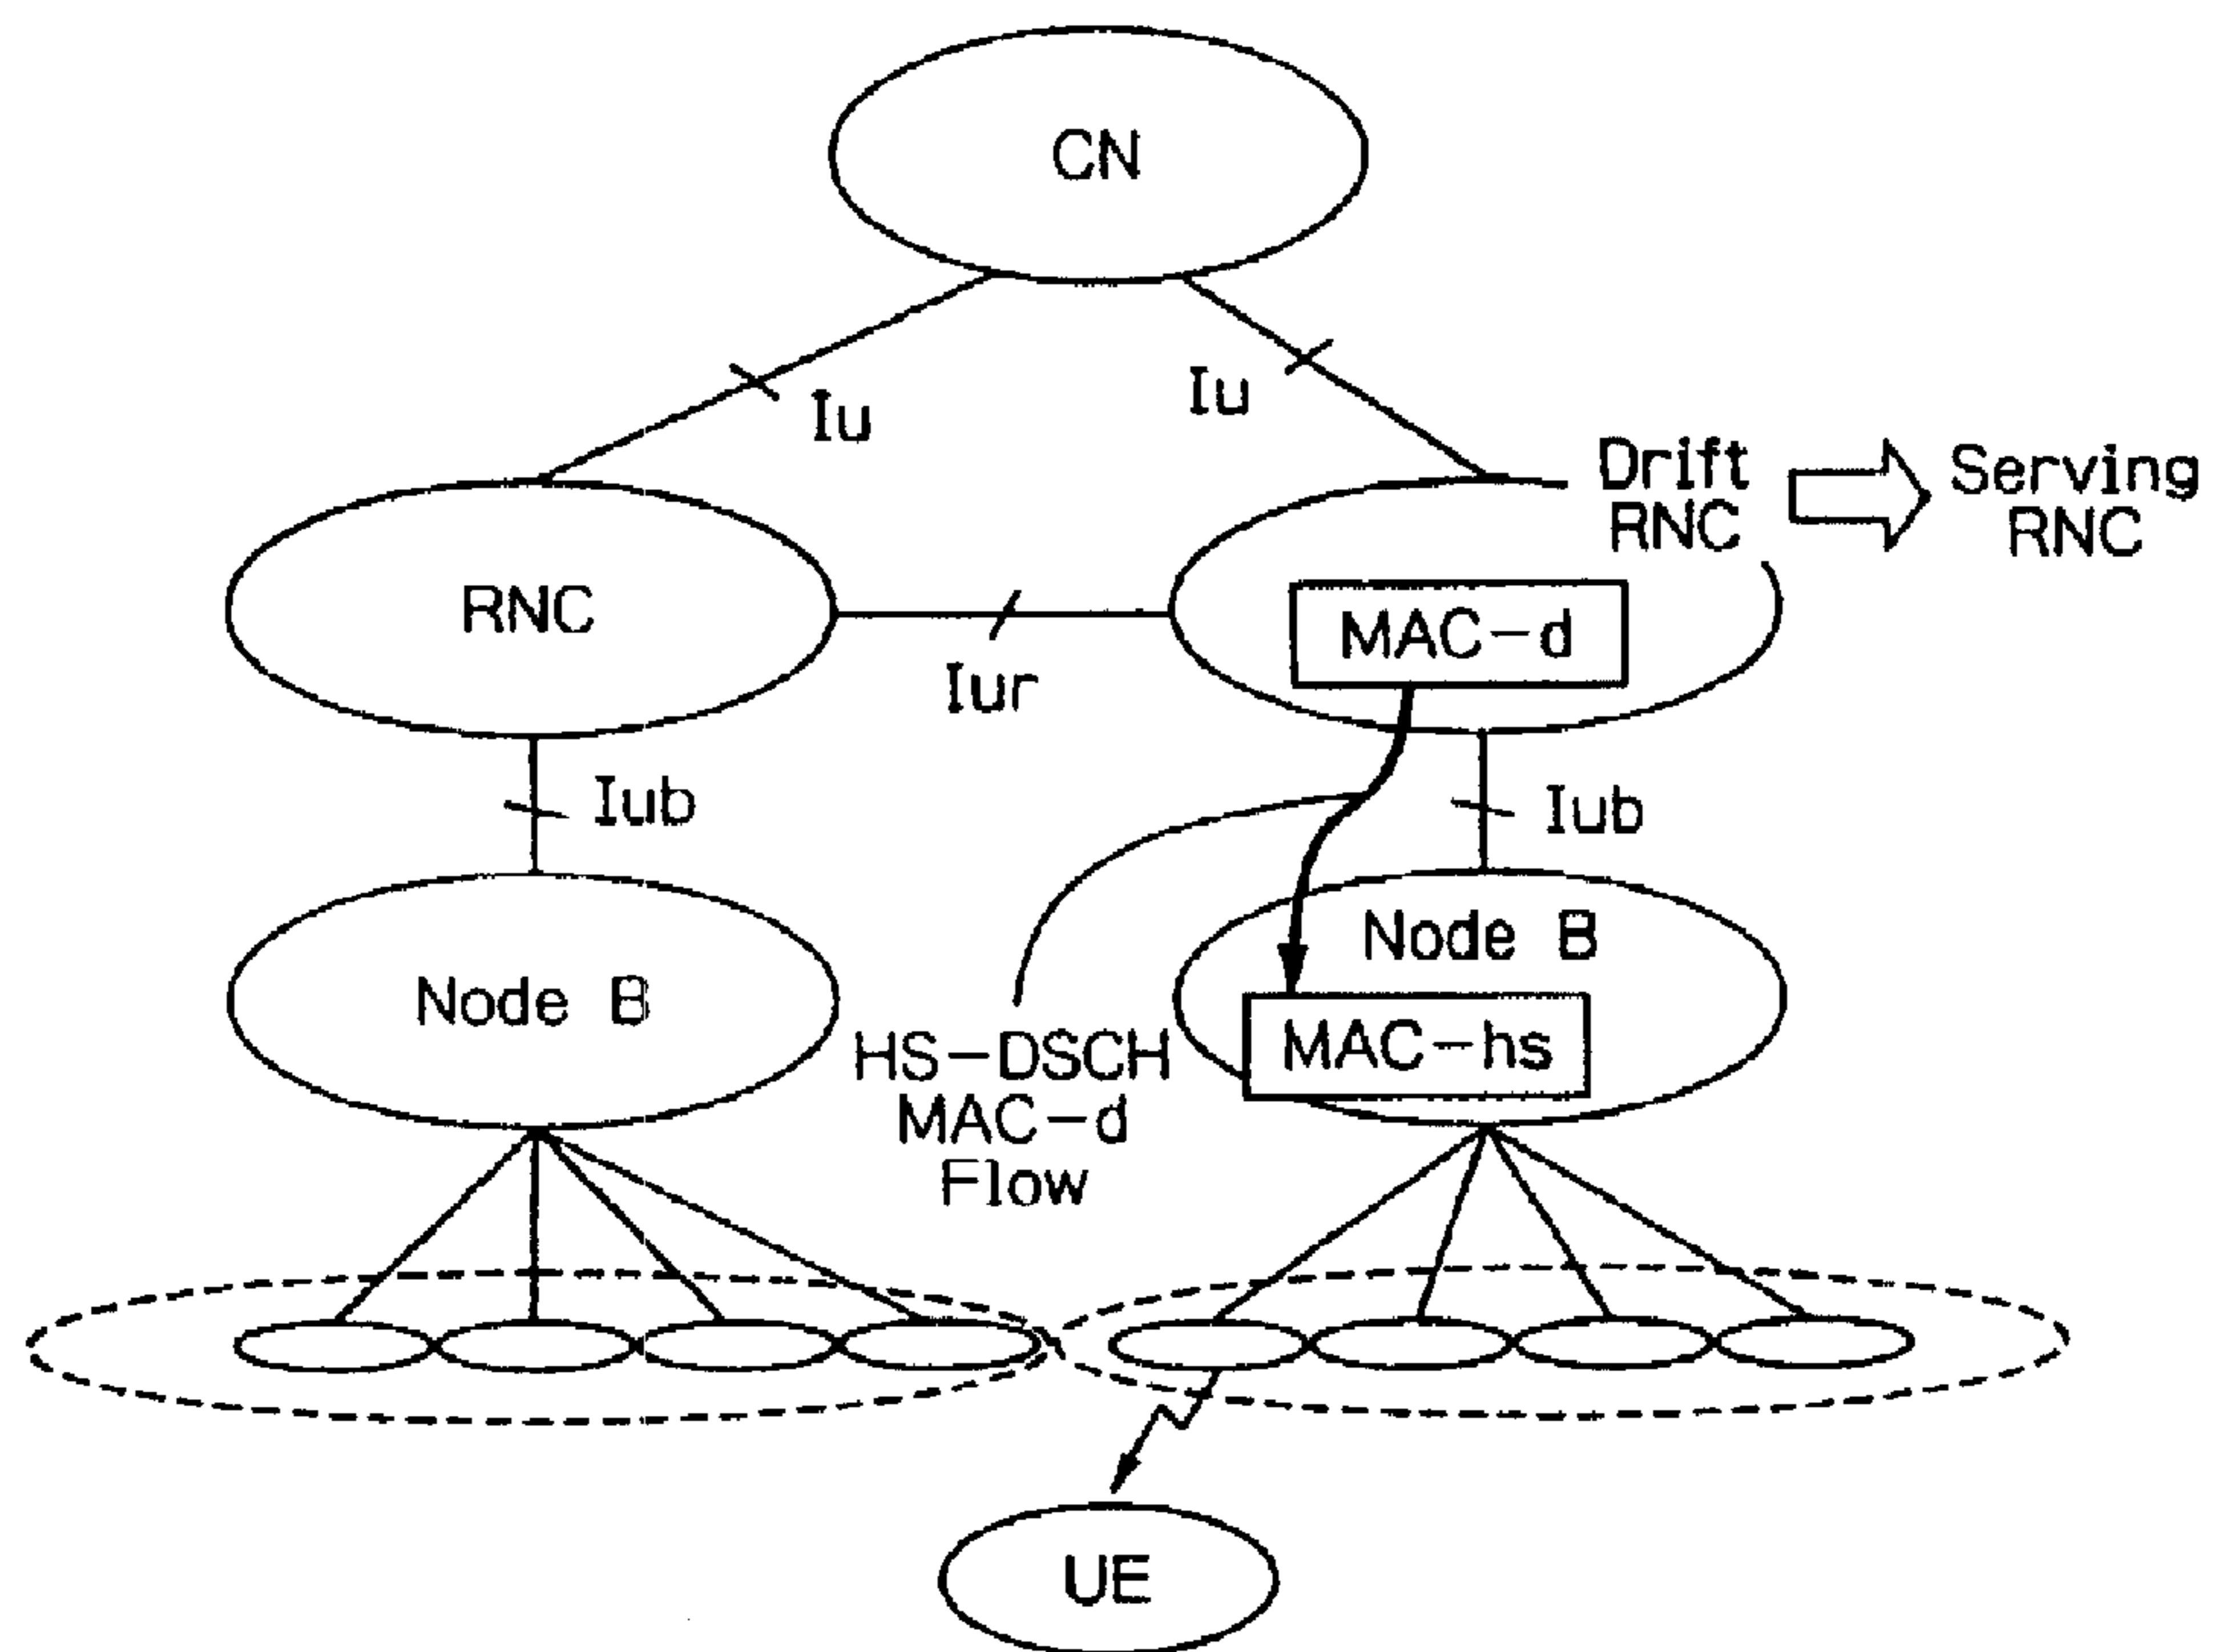 CN
Iu
Iu
Drift
RNC
Serving
RNC
RNC
MAC-d
Iur
Iub
Iub
Node B
Node B
MAC-hs
HS-DSCH
MAC-d
Flow
UE